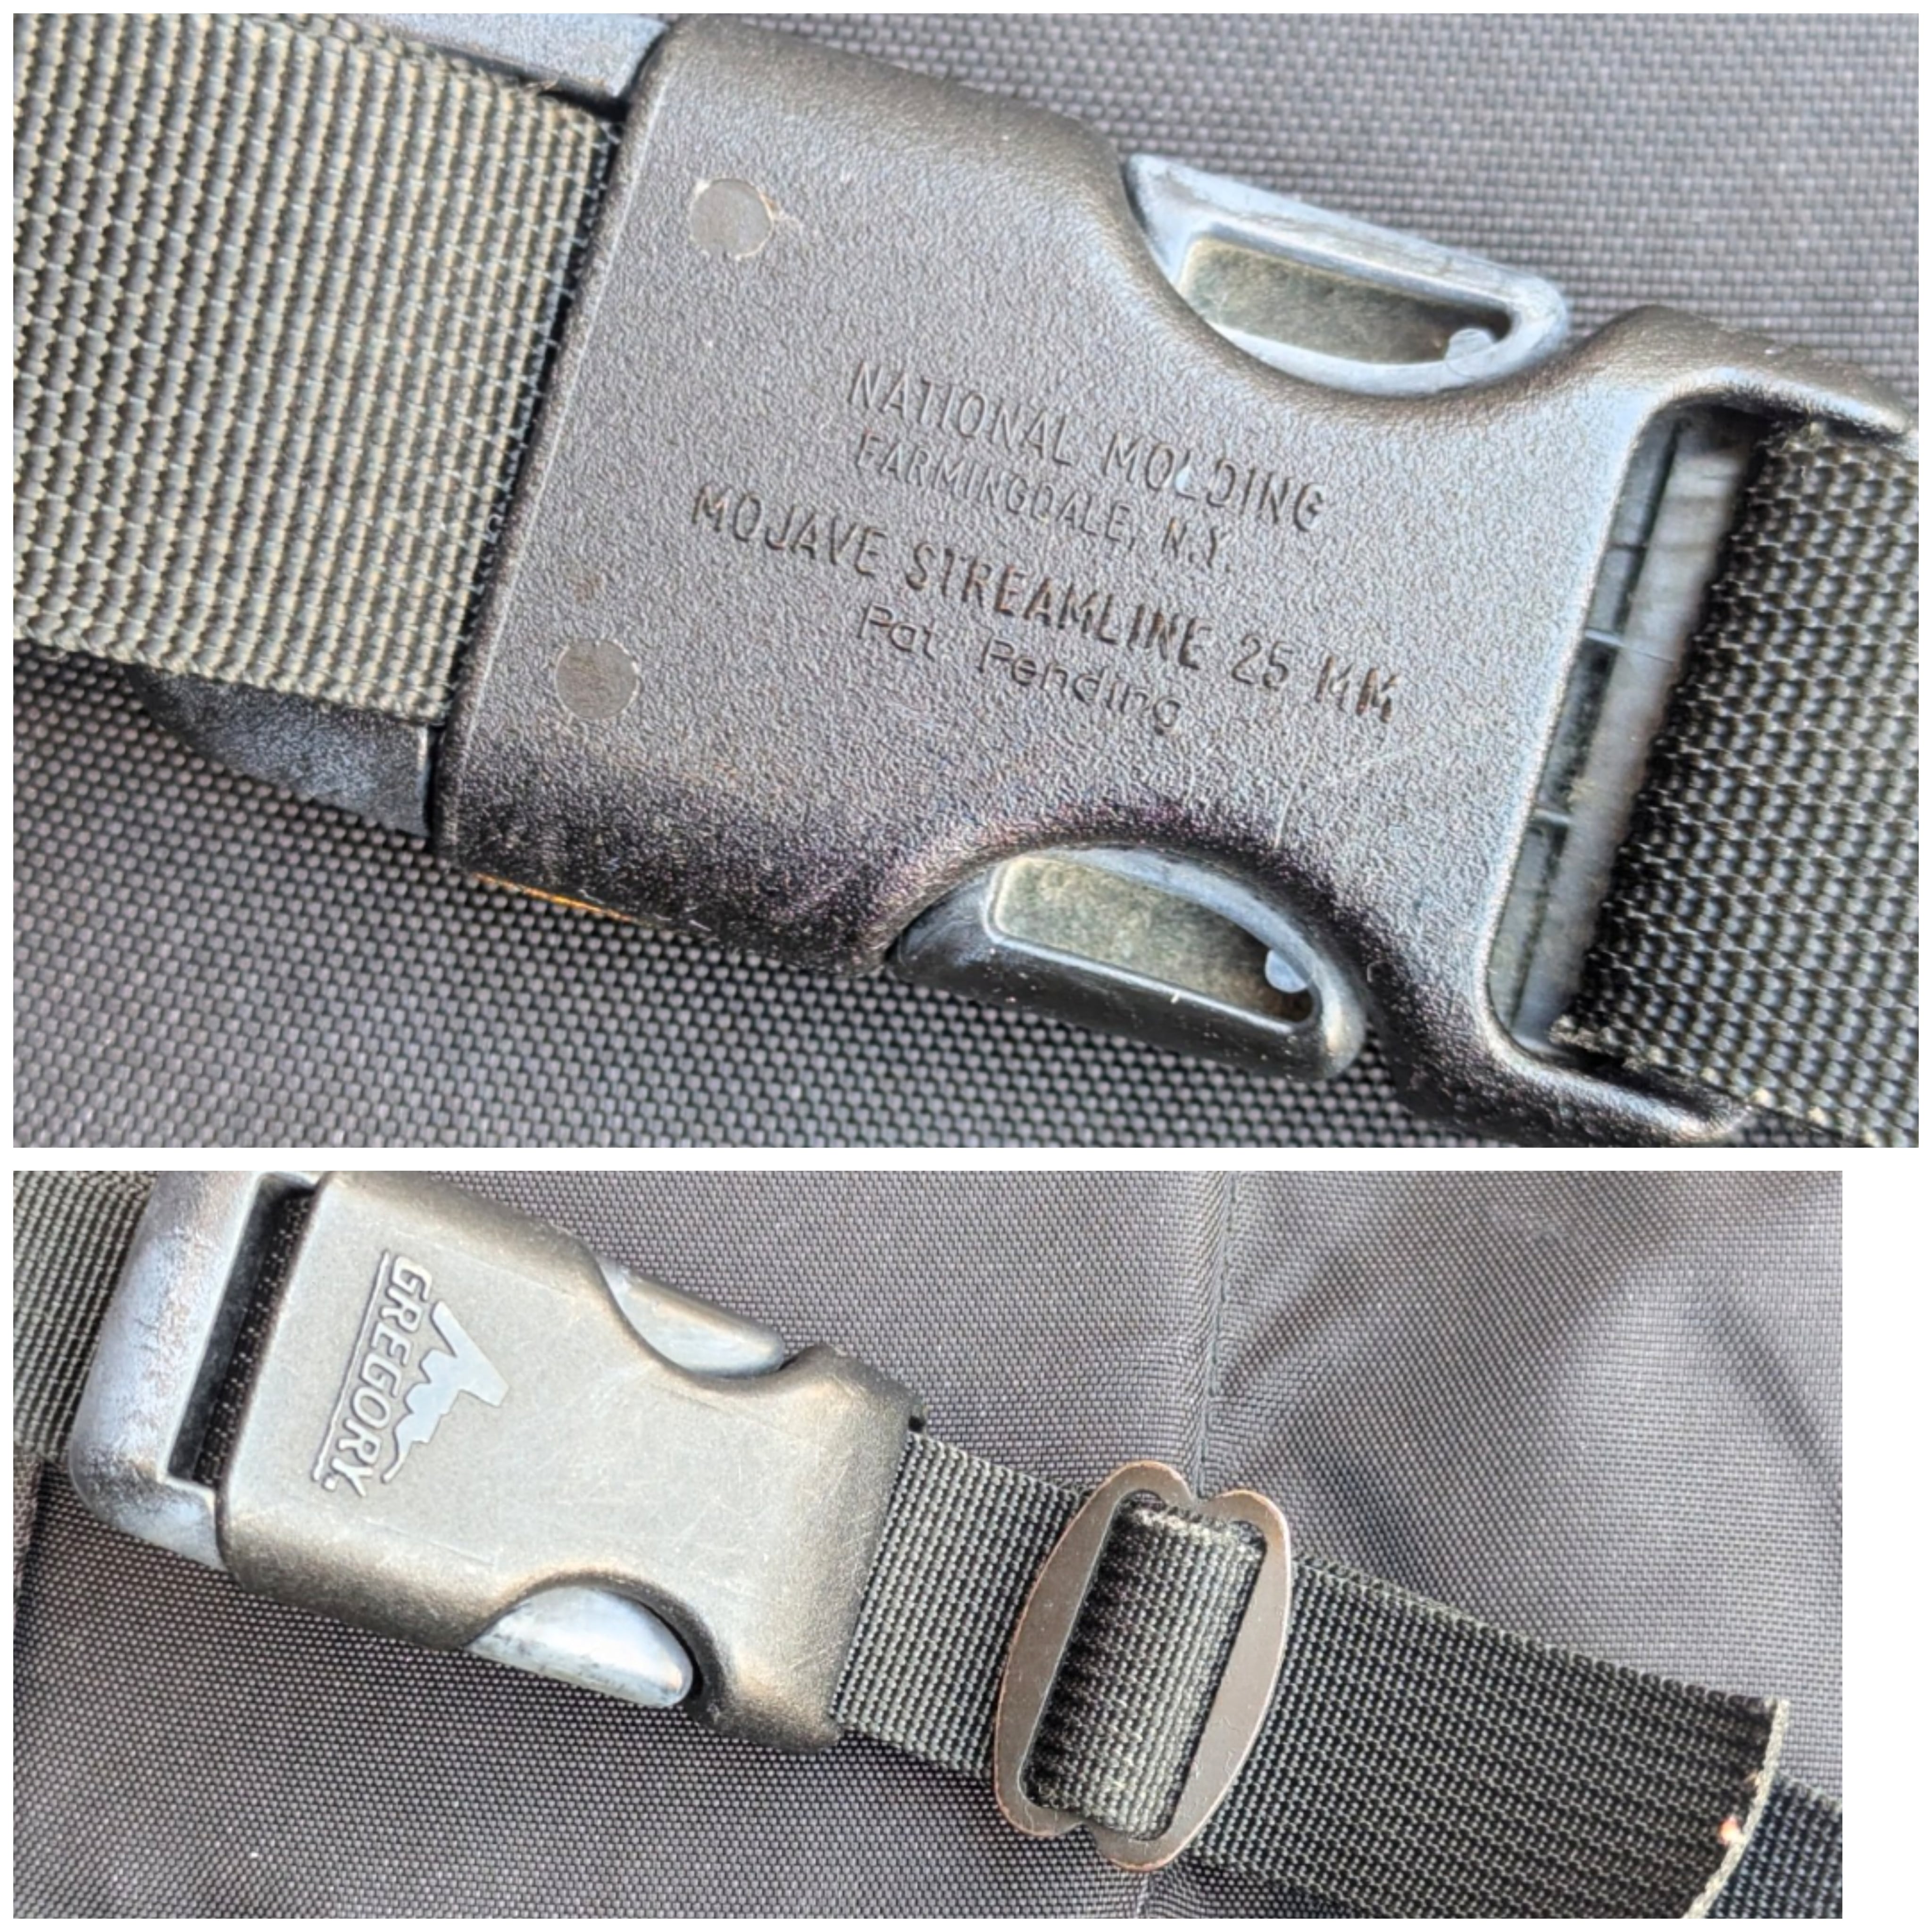 NATIONAL MOLDING
FARMINGDALE, N.Y.
MOJAVE STREAMLINE 25 MM
Pat. Pending
GREGORY.